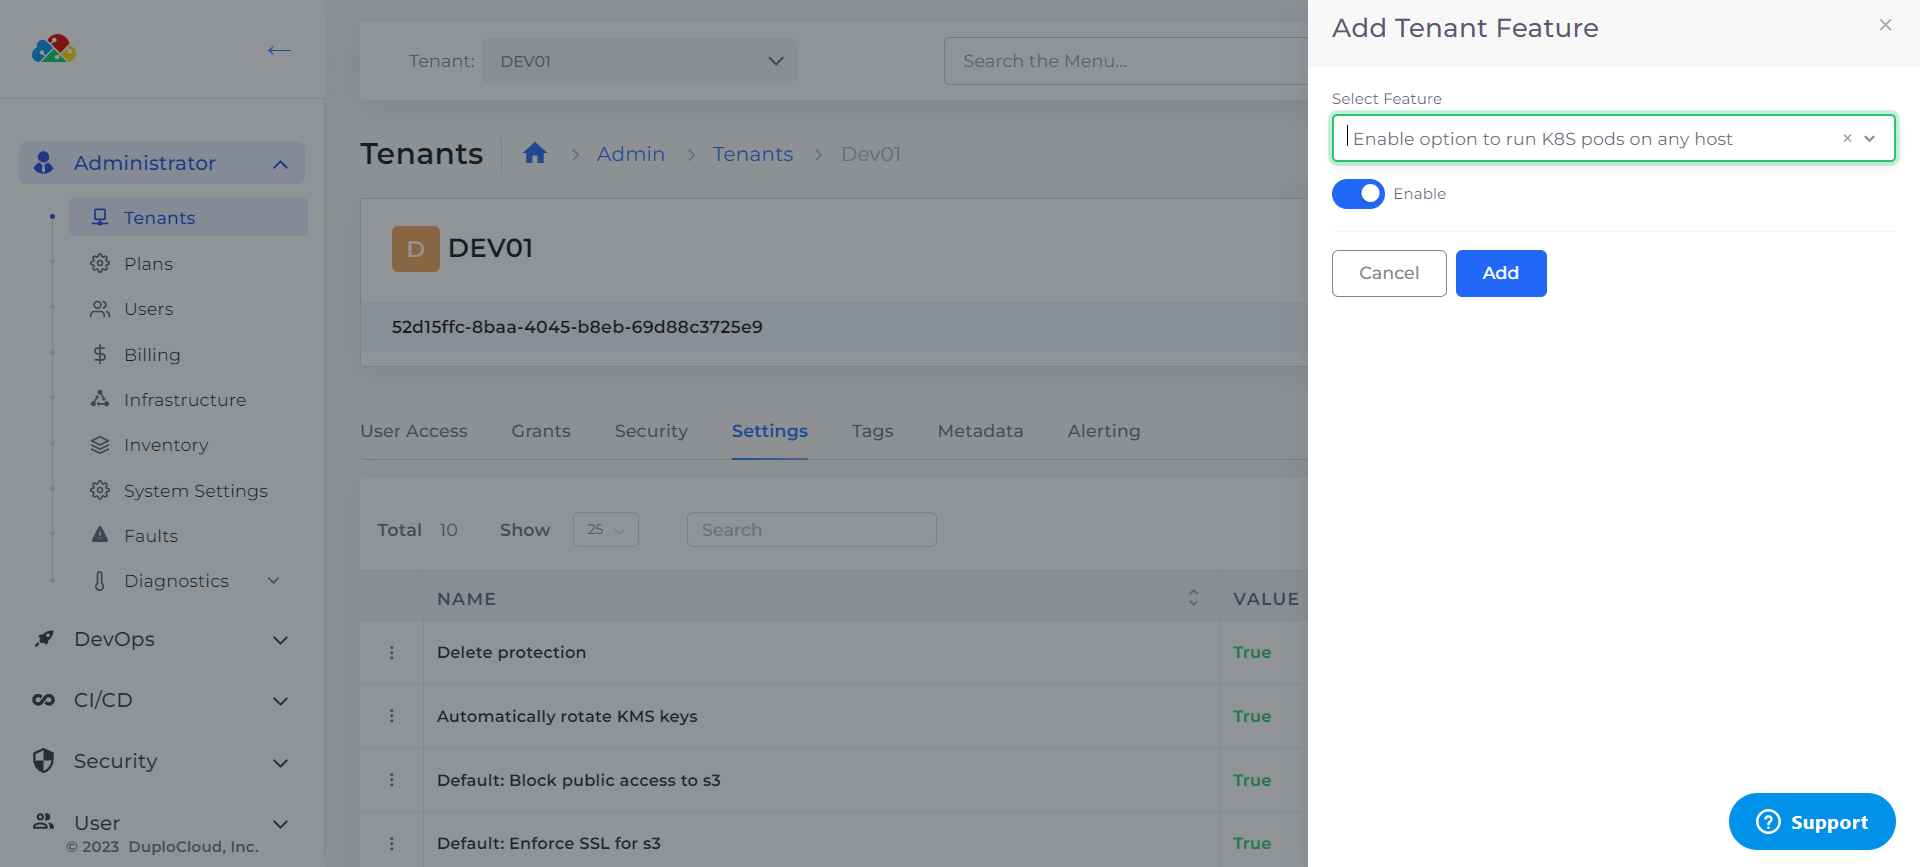 Add Tenant Feature
×
Tenant: DEV01
Search the Menu...
Select Feature
Enable option to run K8S pods on any host
Enable
Cancel
Add
Administrator
Tenants
Plans
Users
Billing
Infrastructure
Inventory
System Settings
Faults
Diagnostics
DevOps
CI/CD
Security
User
© 2023 DuploCloud, Inc.
Tenants
Admin > Tenants > Dev01
D DEV01
52d15ffc-8baa-4045-b8eb-69d88c3725e9
User Access Grants Security Settings Tags Metadata Alerting
Total 10 Show 25 Search
NAME VALUE
Delete protection True
Automatically rotate KMS keys True
Default: Block public access to s3 True
Default: Enforce SSL for s3 True
? Support